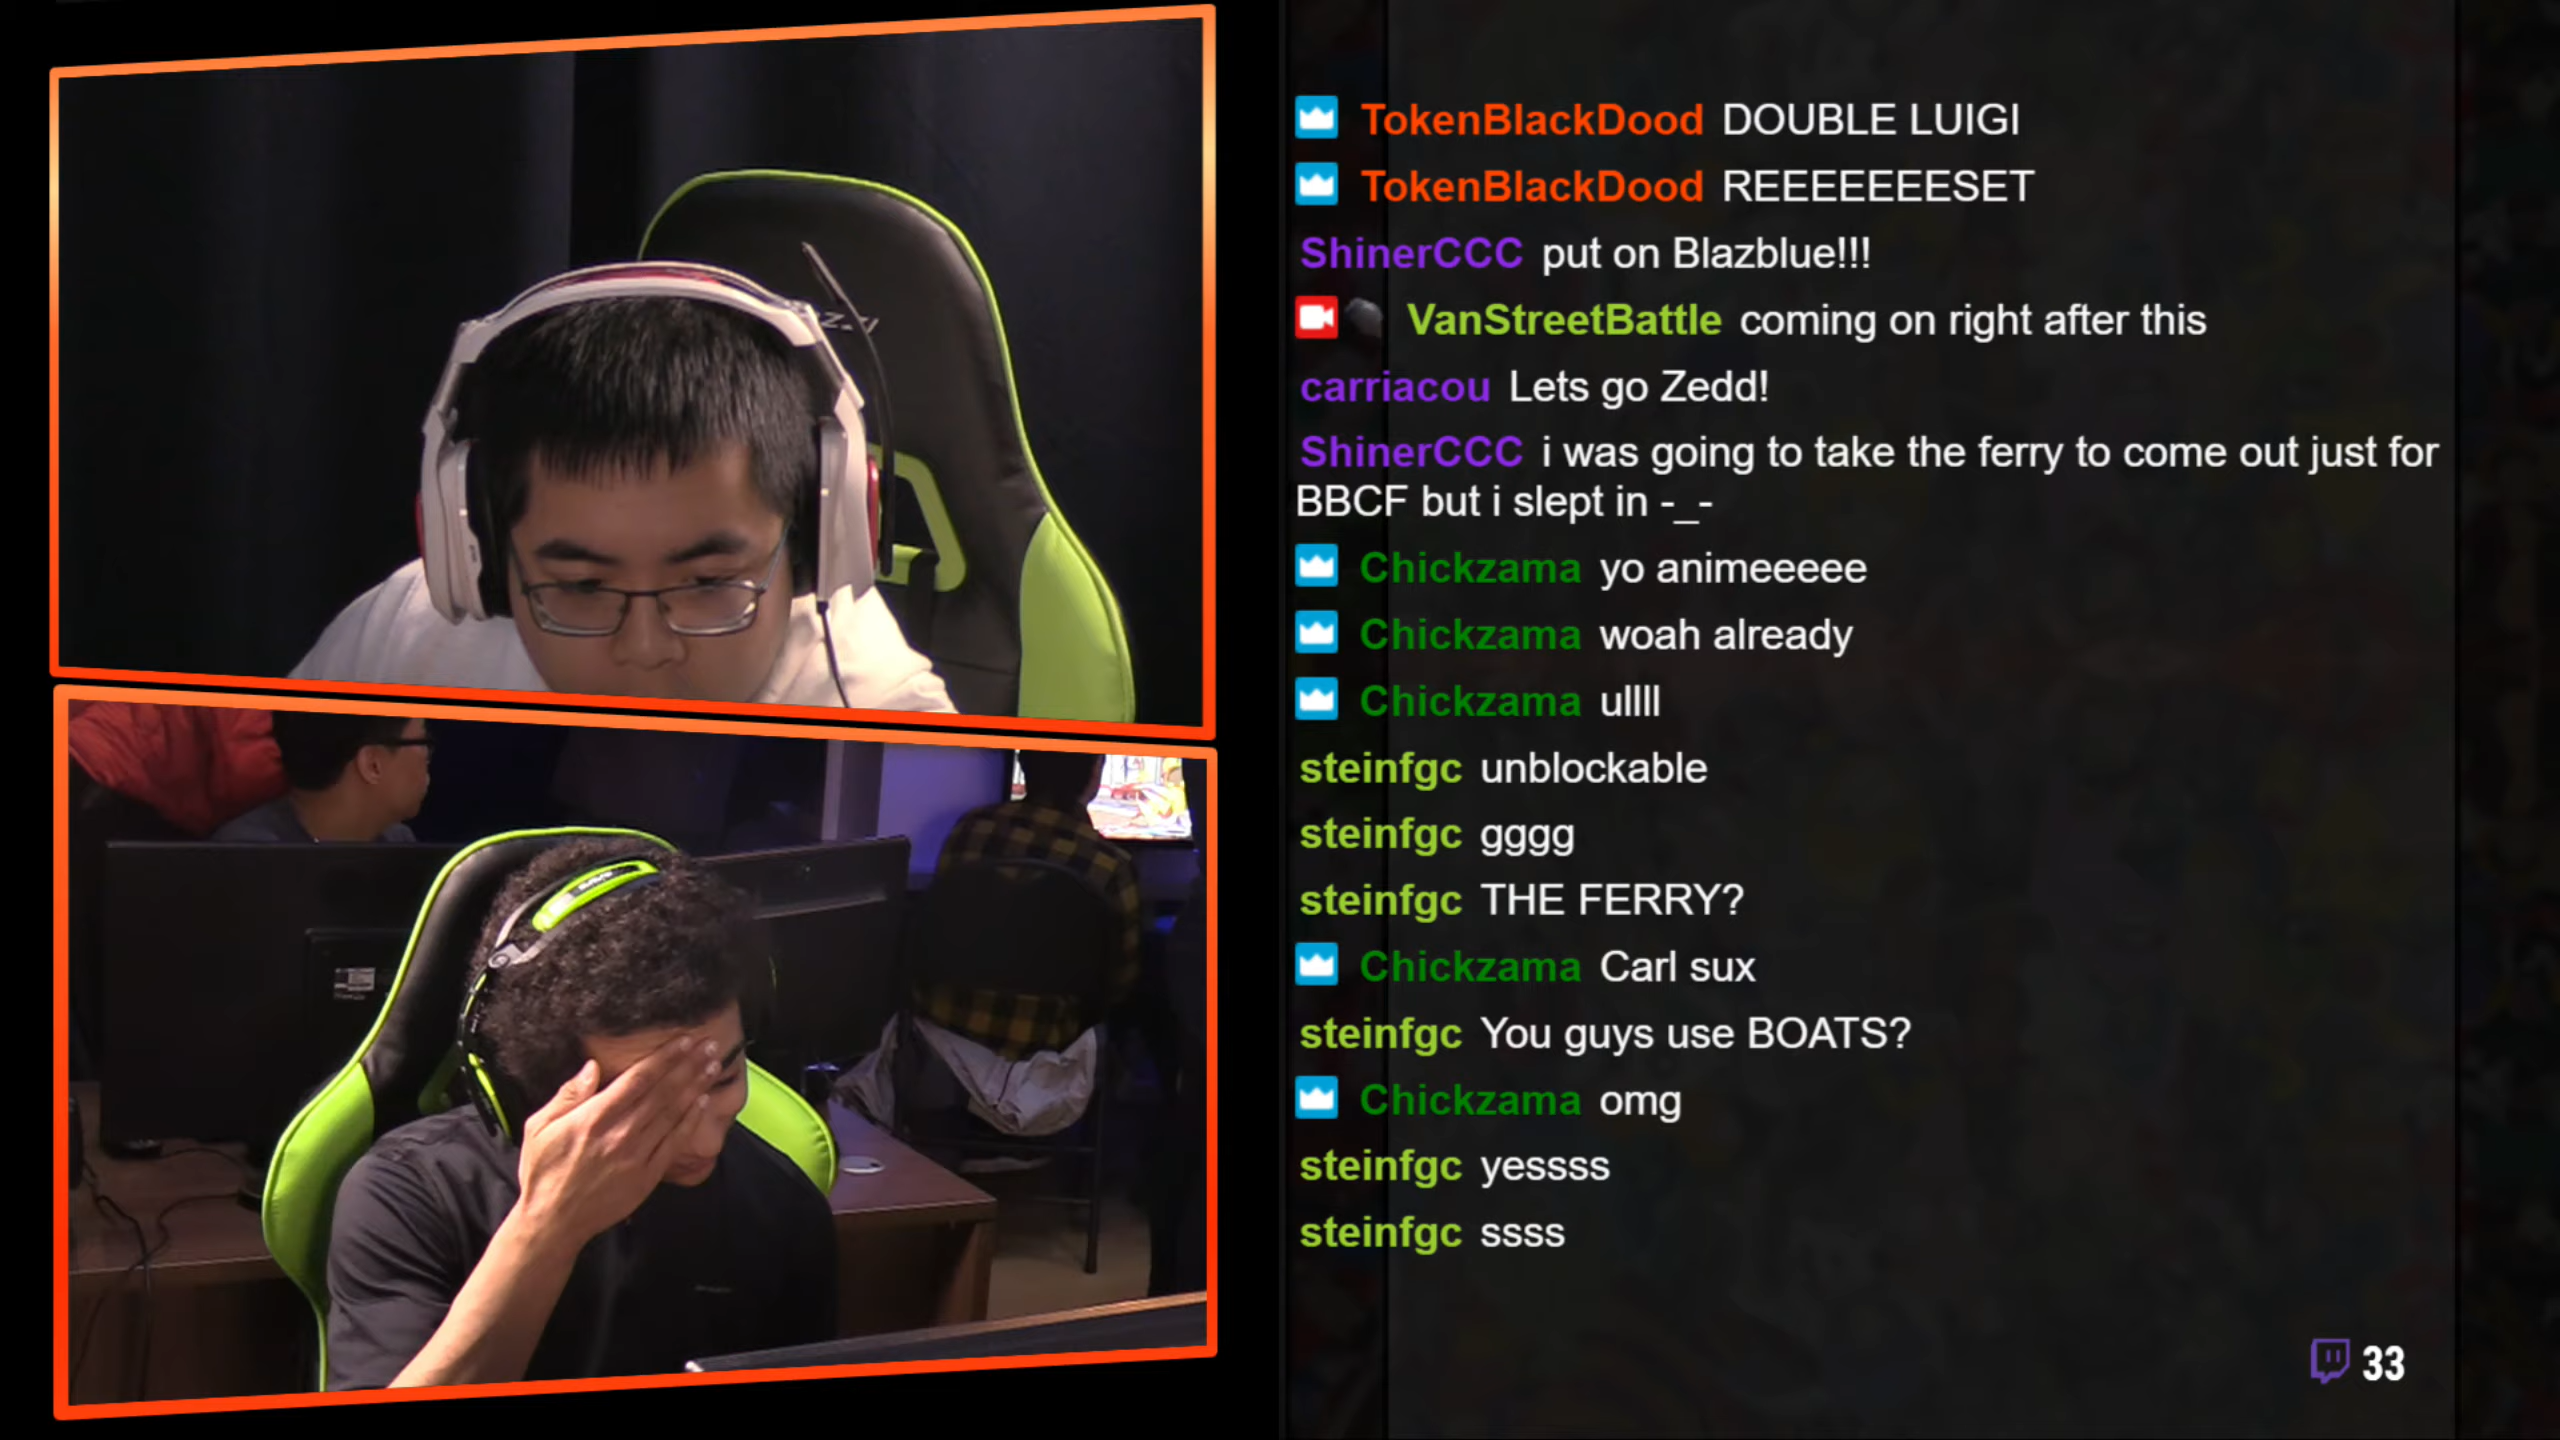 TokenBlackDood DOUBLE LUIGI
TokenBlackDood REEEEEEESET
ShinerCCC put on Blazblue!!!
VanStreetBattle coming on right after this
carriacou Lets go Zedd!
ShinerCCC i was going to take the ferry to come out just for
BBCF but i slept in -_-
Chickzama yo animeeeee
Chickzama woah already
Chickzama ullll
steinfgc unblockable
steinfgc gggg
steinfgc THE FERRY?
Chickzama Carl sux
steinfgc You guys use BOATS?
Chickzama omg
steinfgc yessss
steinfgc ssss
33